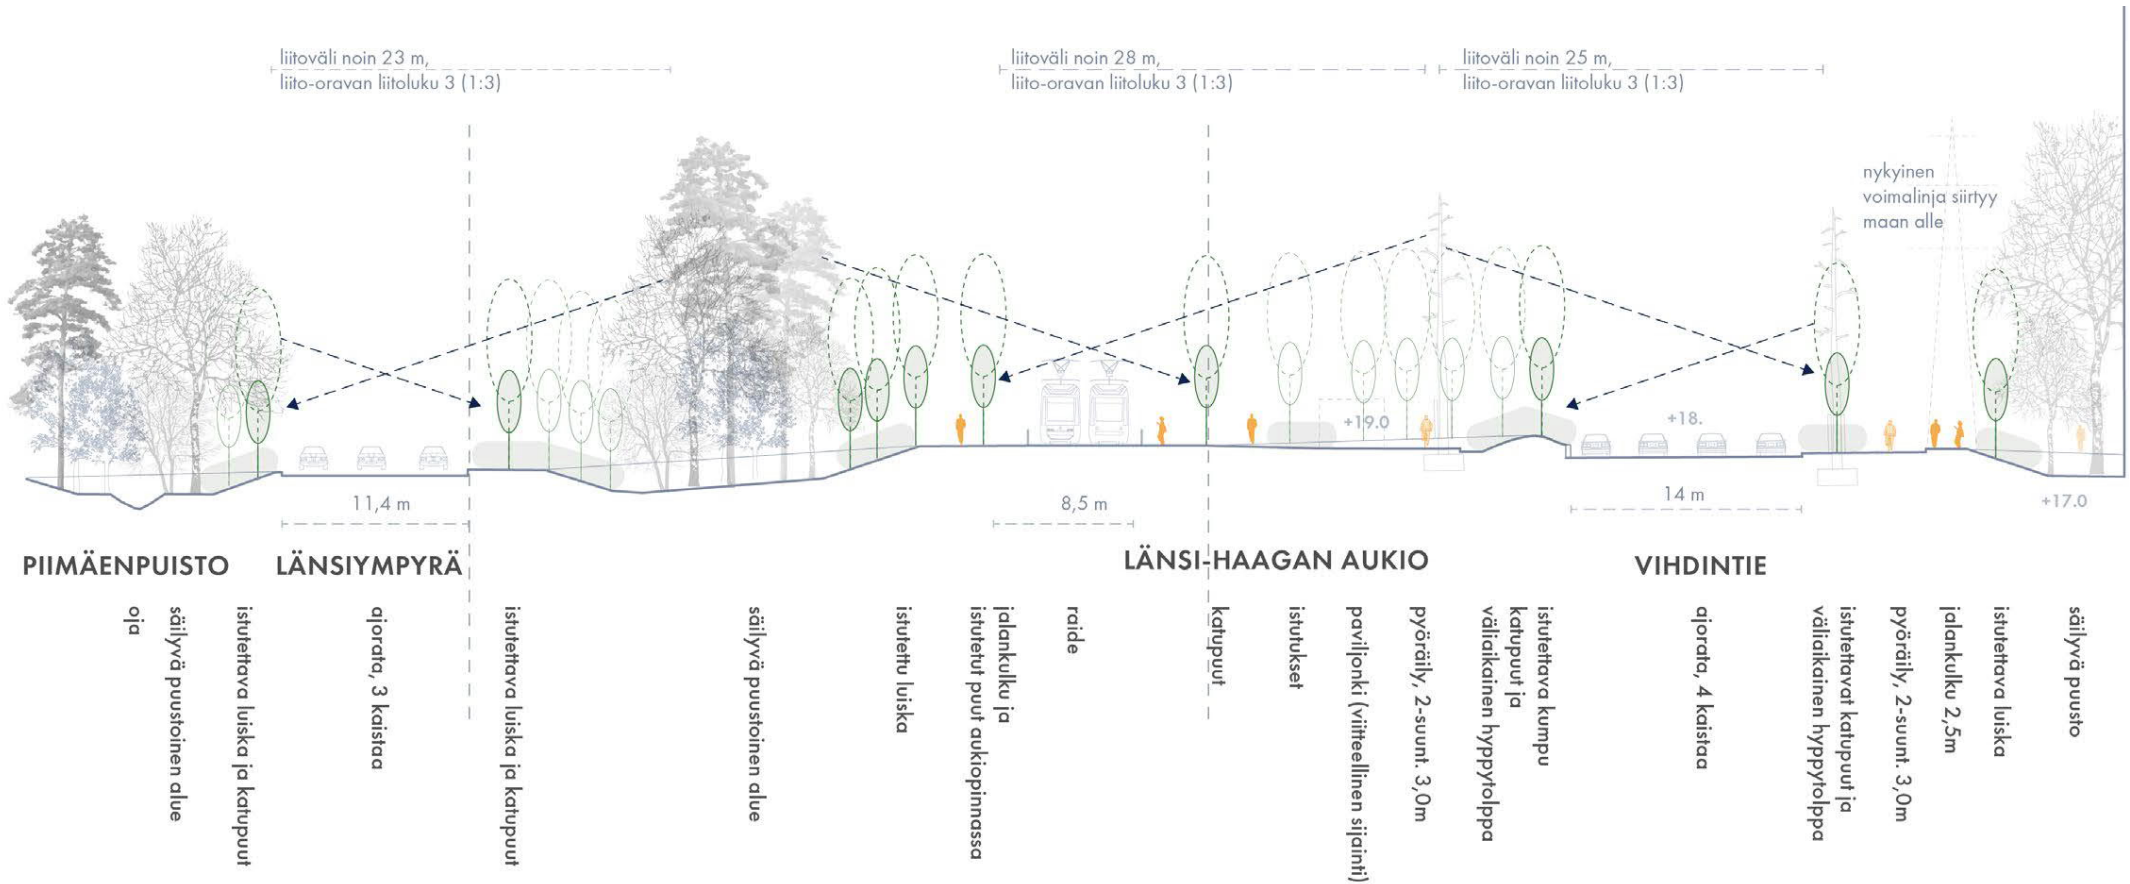 liitoväli noin 23 m,
liito-oravan liitoluku 3 (1:3)
liitoväli noin 28 m,
liito-oravan liitoluku 3 (1:3)
liitoväli noin 25 m,
liito-oravan liitoluku 3 (1:3)
nykyinen
voimalinja siirtyy
maan alle
+19.0
+18.
+17.0
11,4 m
8,5 m
14 m
PIIMÄENPUISTO
LÄNSIYMPYRÄ
LÄNSI-HAAGAN AUKIO
VIHDINTIE
oja
säilyvä puustoinen alue
istutettava luiska ja katupuut
ajorata, 3 kaistaa
istutettava luiska ja katupuut
säilyvä puustoinen alue
istutettu luiska
jalankulku ja
istutetut puut aukiopinnassa
raide
katupuut
istutukset
paviljonki (viitteellinen sijainti)
pyöräily, 2-suunt. 3,0m
istutettava kumpu
katupuut ja
väliaikainen hyppytolppa
ajorata, 4 kaistaa
istutettavat katupuut ja
väliaikainen hyppytolppa
pyöräily, 2-suunt. 3,0m
jalankulku 2,5m
istutettava luiska
säilyvä puusto